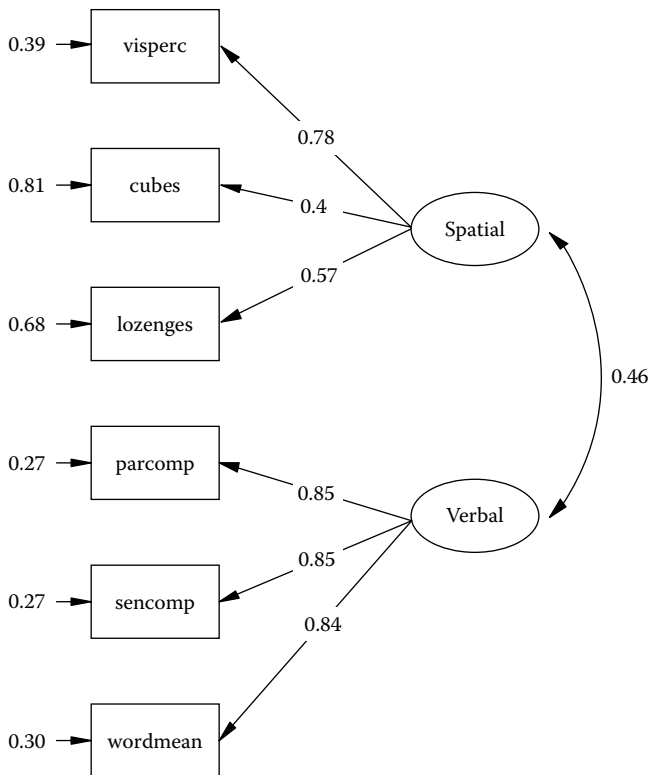 0.39
visperc
0.78
0.81
cubes
0.4
Spatial
0.57
0.68
lozenges
0.46
0.27
parcomp
0.85
Verbal
0.85
0.27
sencomp
0.84
0.30
wordmean